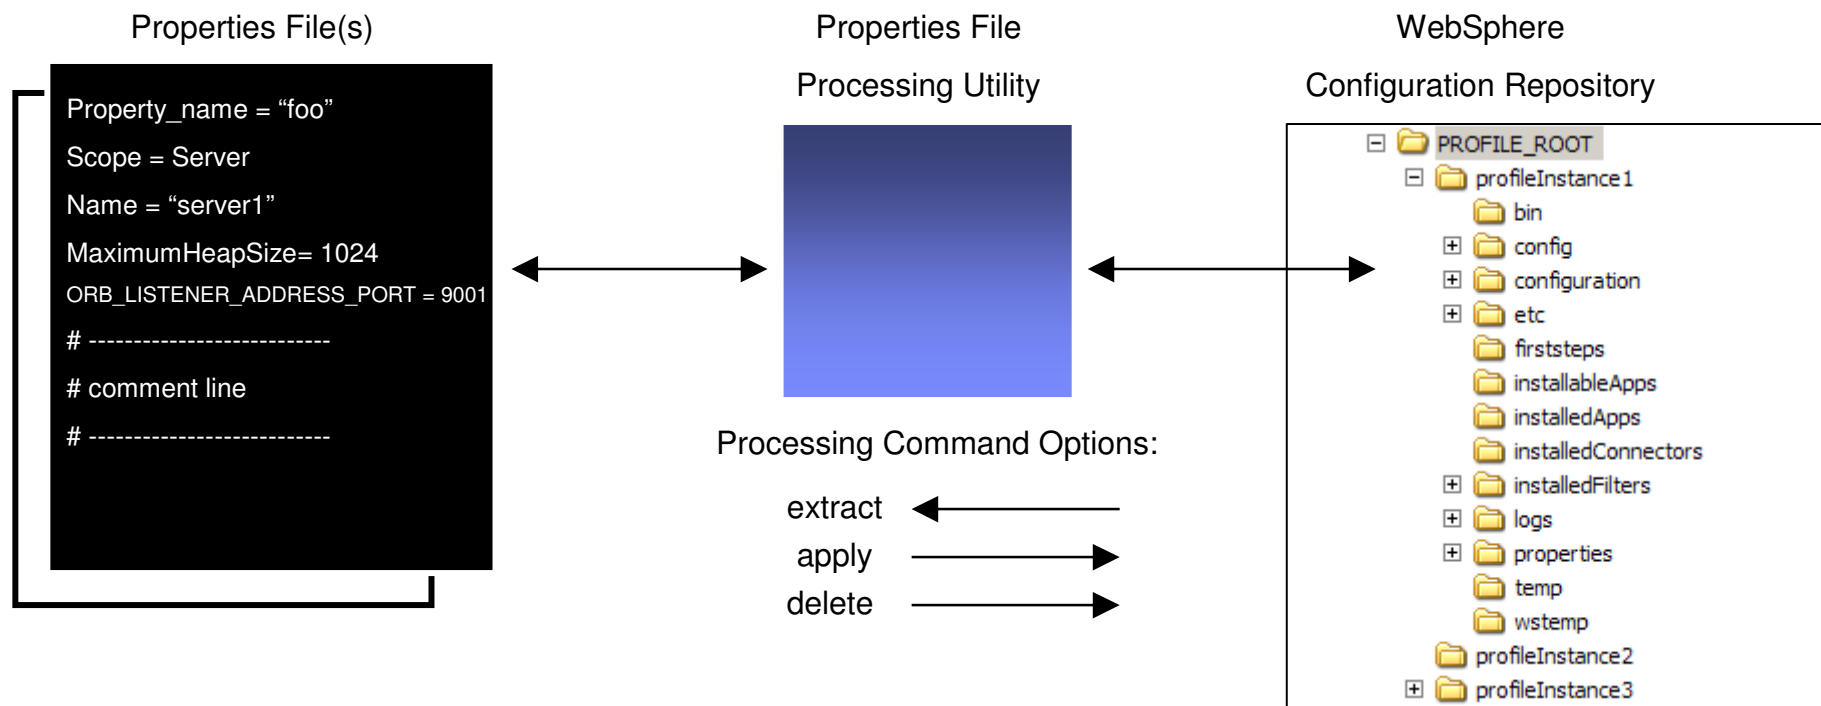 Properties File(s)
Property_name = “foo”
Scope = Server
Name = “server1”
MaximumHeapSize= 1024
ORB_LISTENER_ADDRESS_PORT = 9001
# ---------------------------
# comment line
# ---------------------------
Properties File
Processing Utility
Processing Command Options:
extract
apply
delete
WebSphere
Configuration Repository
PROFILE_ROOT
profileInstance1
bin
config
configuration
etc
firststeps
installableApps
installedApps
installedConnectors
installedFilters
logs
properties
temp
wstemp
profileInstance2
profileInstance3